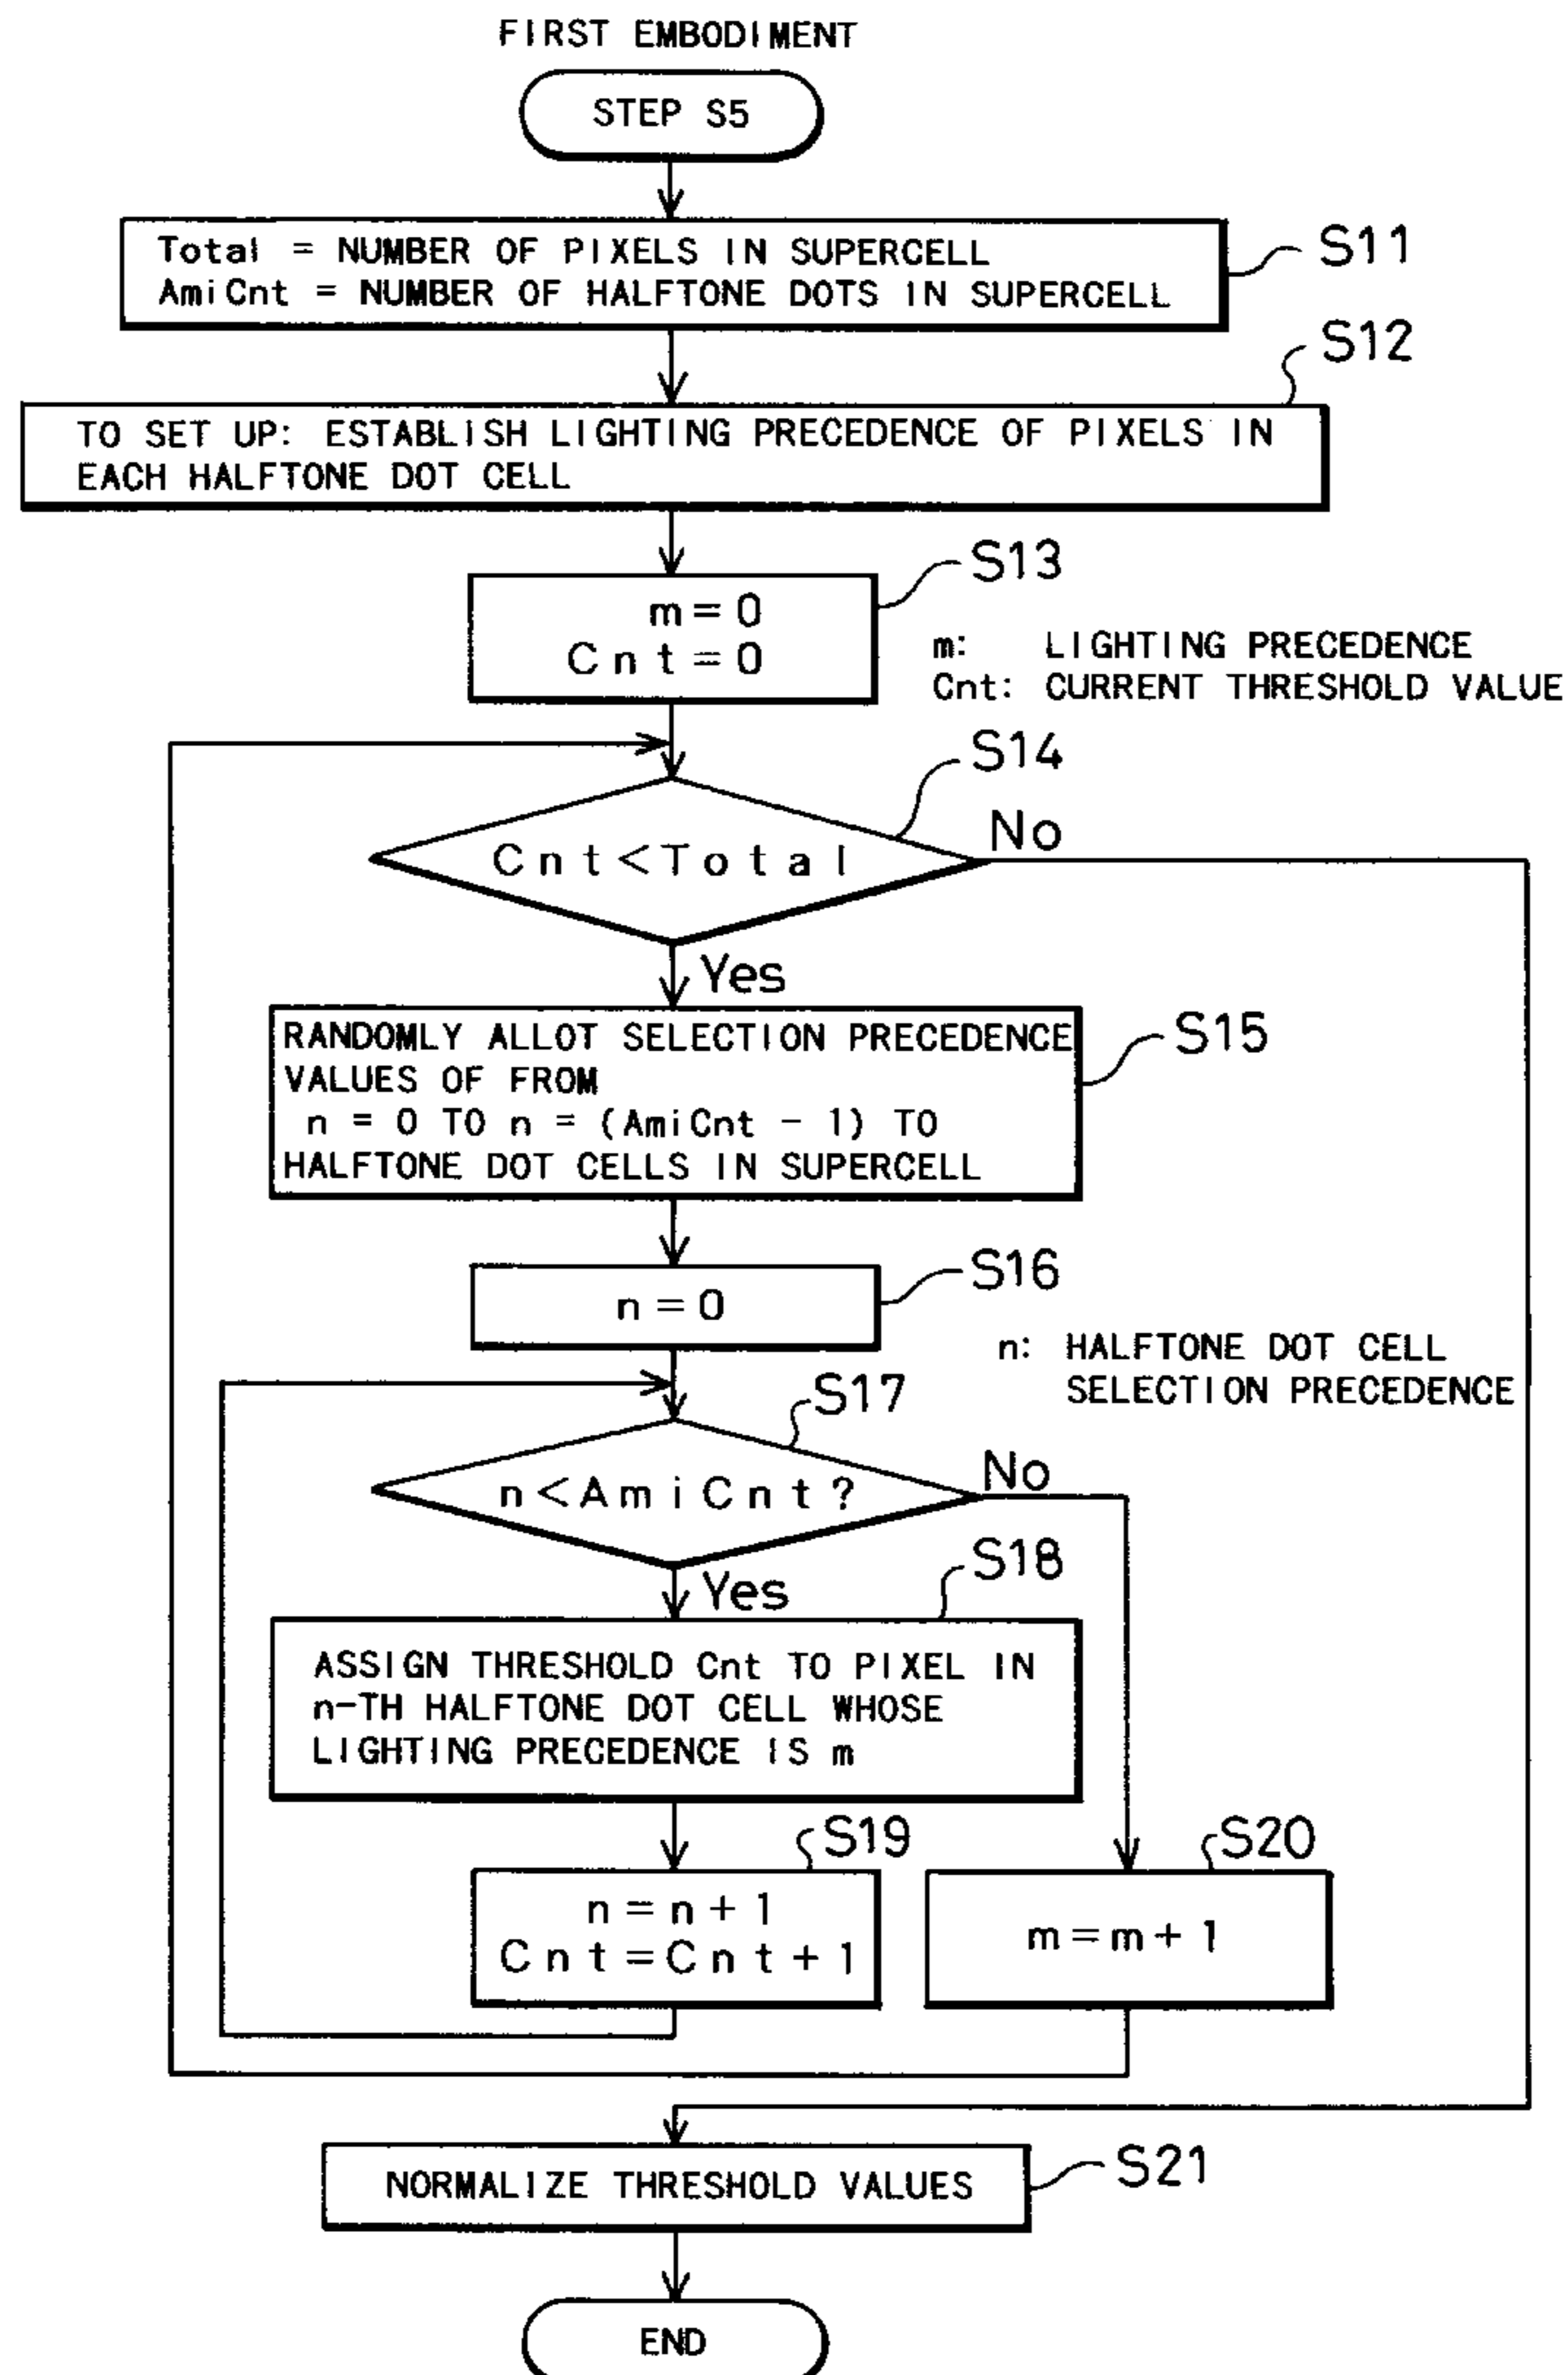 FIRST EMBODIMENT
STEP S5
Total = NUMBER OF PIXELS IN SUPERCELL
AmiCnt = NUMBER OF HALFTONE DOTS IN SUPERCELL
S11
S12
TO SET UP: ESTABLISH LIGHTING PRECEDENCE OF PIXELS IN
EACH HALFTONE DOT CELL
S13
m=0
Cnt=0
m: LIGHTING PRECEDENCE
Cnt: CURRENT THRESHOLD VALUE
S14
Cnt<Total
No
Yes
RANDOMLY ALLOT SELECTION PRECEDENCE
VALUES OF FROM
n = 0 TO n = (AmiCnt - 1) TO
HALFTONE DOT CELLS IN SUPERCELL
S15
n=0
S16
n: HALFTONE DOT CELL
SELECTION PRECEDENCE
S17
n<AmiCnt?
No
Yes
S18
ASSIGN THRESHOLD Cnt TO PIXEL IN
n-TH HALFTONE DOT CELL WHOSE
LIGHTING PRECEDENCE IS m
S19
n=n+1
Cnt=Cnt+1
S20
m=m+1
NORMALIZE THRESHOLD VALUES
S21
END